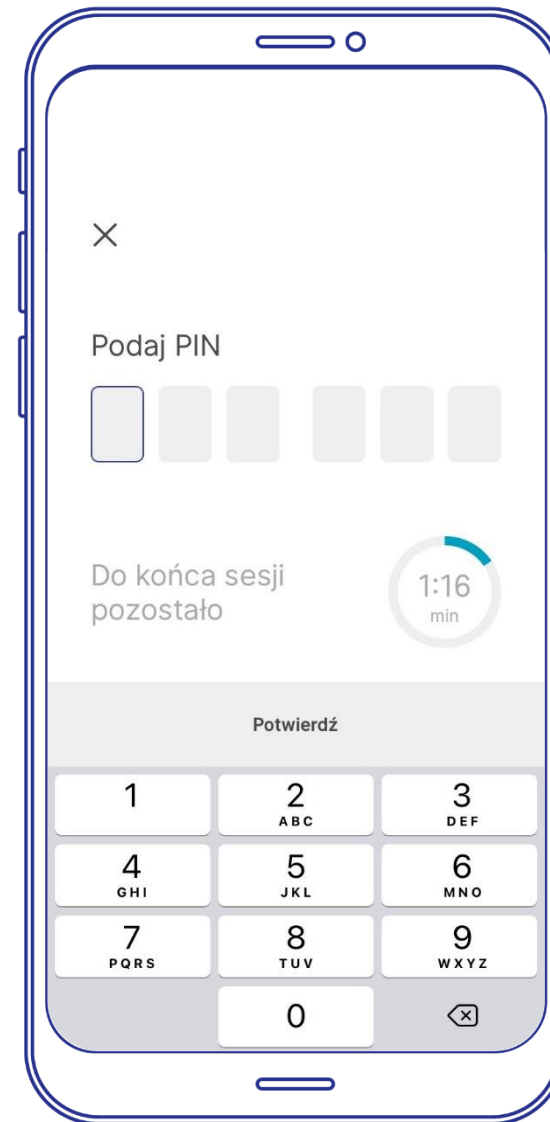 Podaj PIN
Do końca sesji
pozostało
1:16
min
Potwierdź
1
2
ABC
3
DEF
4
GHI
5
JKL
6
MNO
7
PQRS
8
TUV
9
WXYZ
0